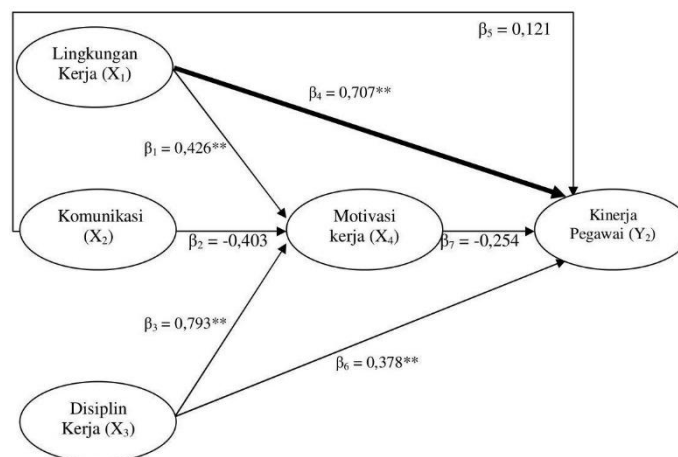 β₅ = 0,121
Lingkungan
Kerja (X₁)
β₄ = 0,707**
β₁ = 0,426**
Komunikasi
(X₂)
β₂ = -0,403
Motivasi
kerja (X₄)
β₇ = -0,254
Kinerja
Pegawai (Y₂)
β₃ = 0,793**
β₆ = 0,378**
Disiplin
Kerja (X₃)